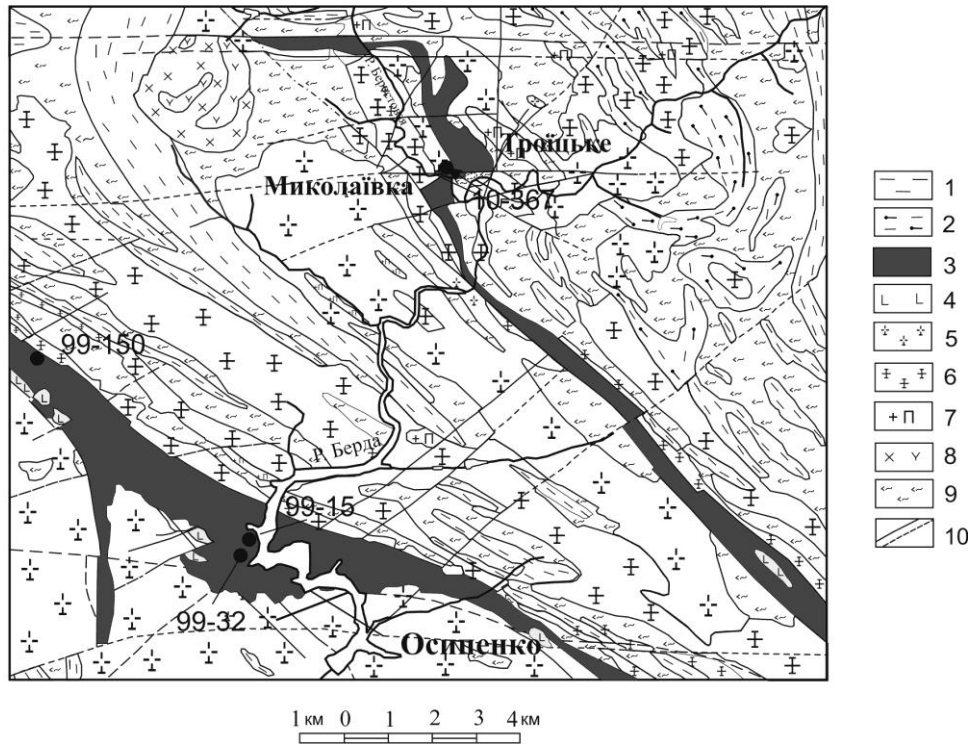 +П
+П
+П
Р. Берестова
+П
Троїцьке
Миколаївка
10-367
99-150
+П
Р. Берда
99-15
99-32
Осипенко
1
2
3
4
5
6
+ П 7
8
9
10
1 км 0 1 2 3 4 км